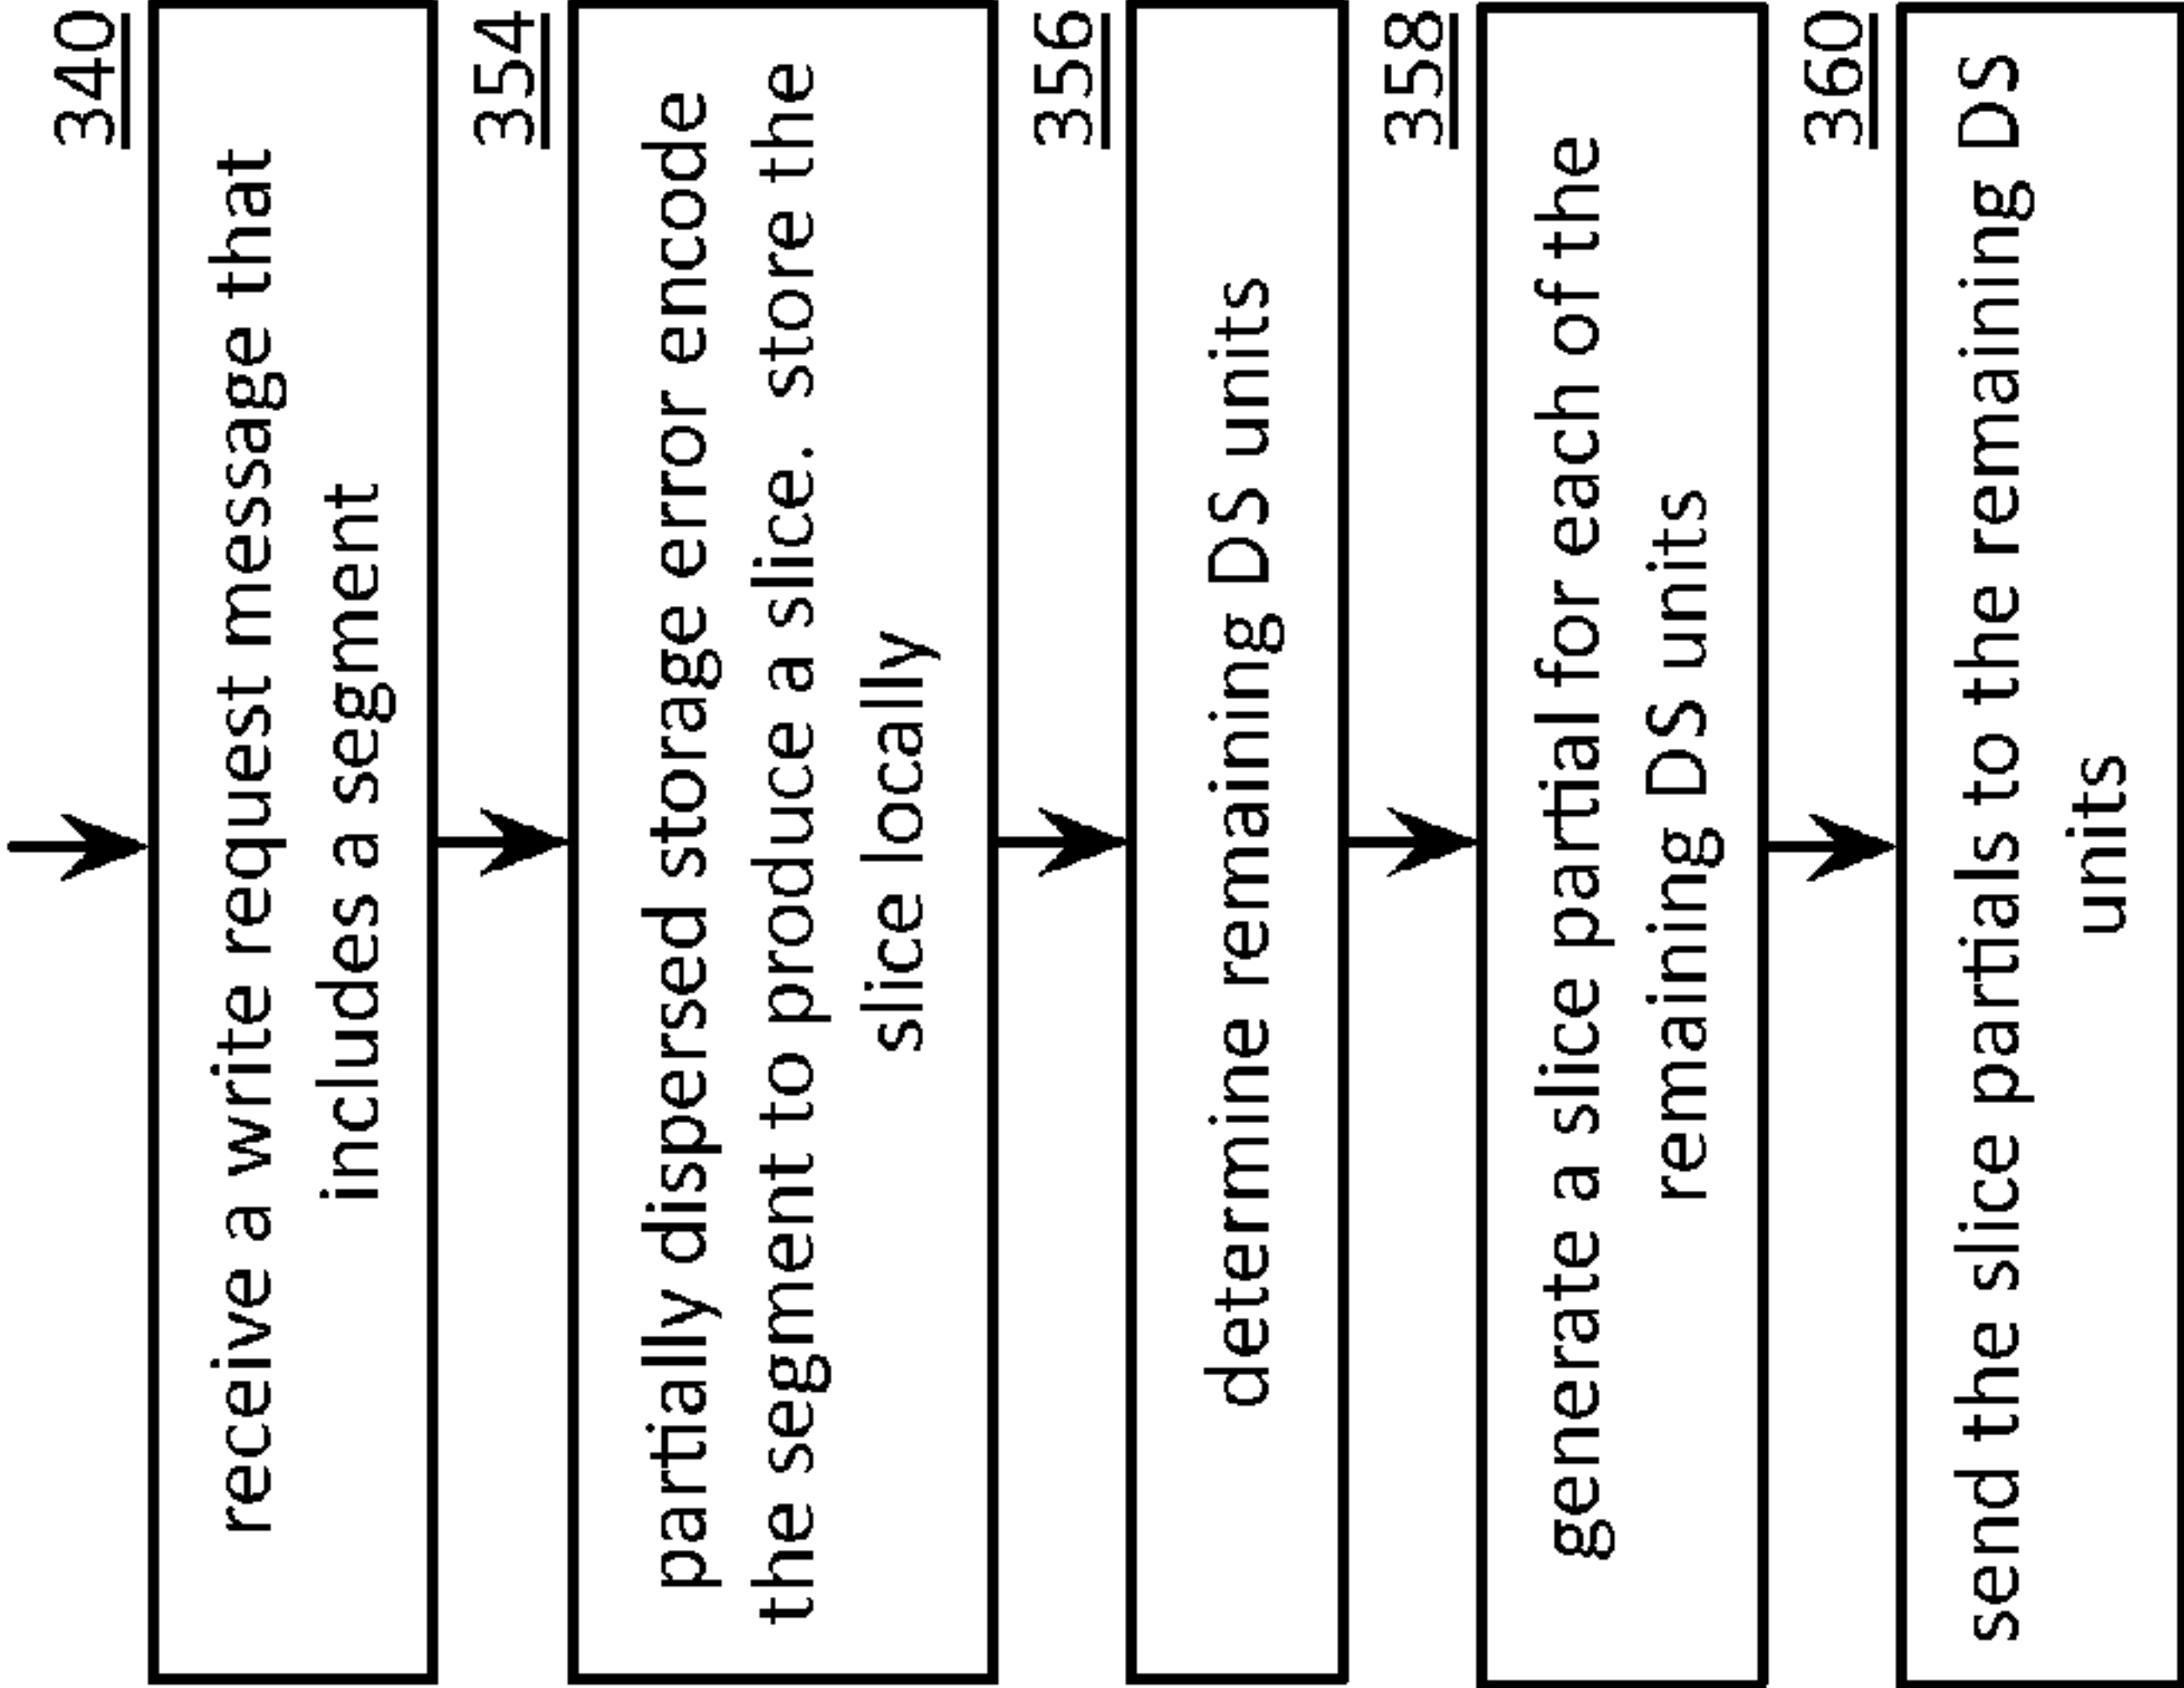 340
receive a write request message that
includes a segment
354
partially dispersed storage error encode
the segment to produce a slice.  store the
slice locally
356
determine remaining DS units
358
generate a slice partial for each of the
remaining DS units
360
send the slice partials to the remaining DS
units